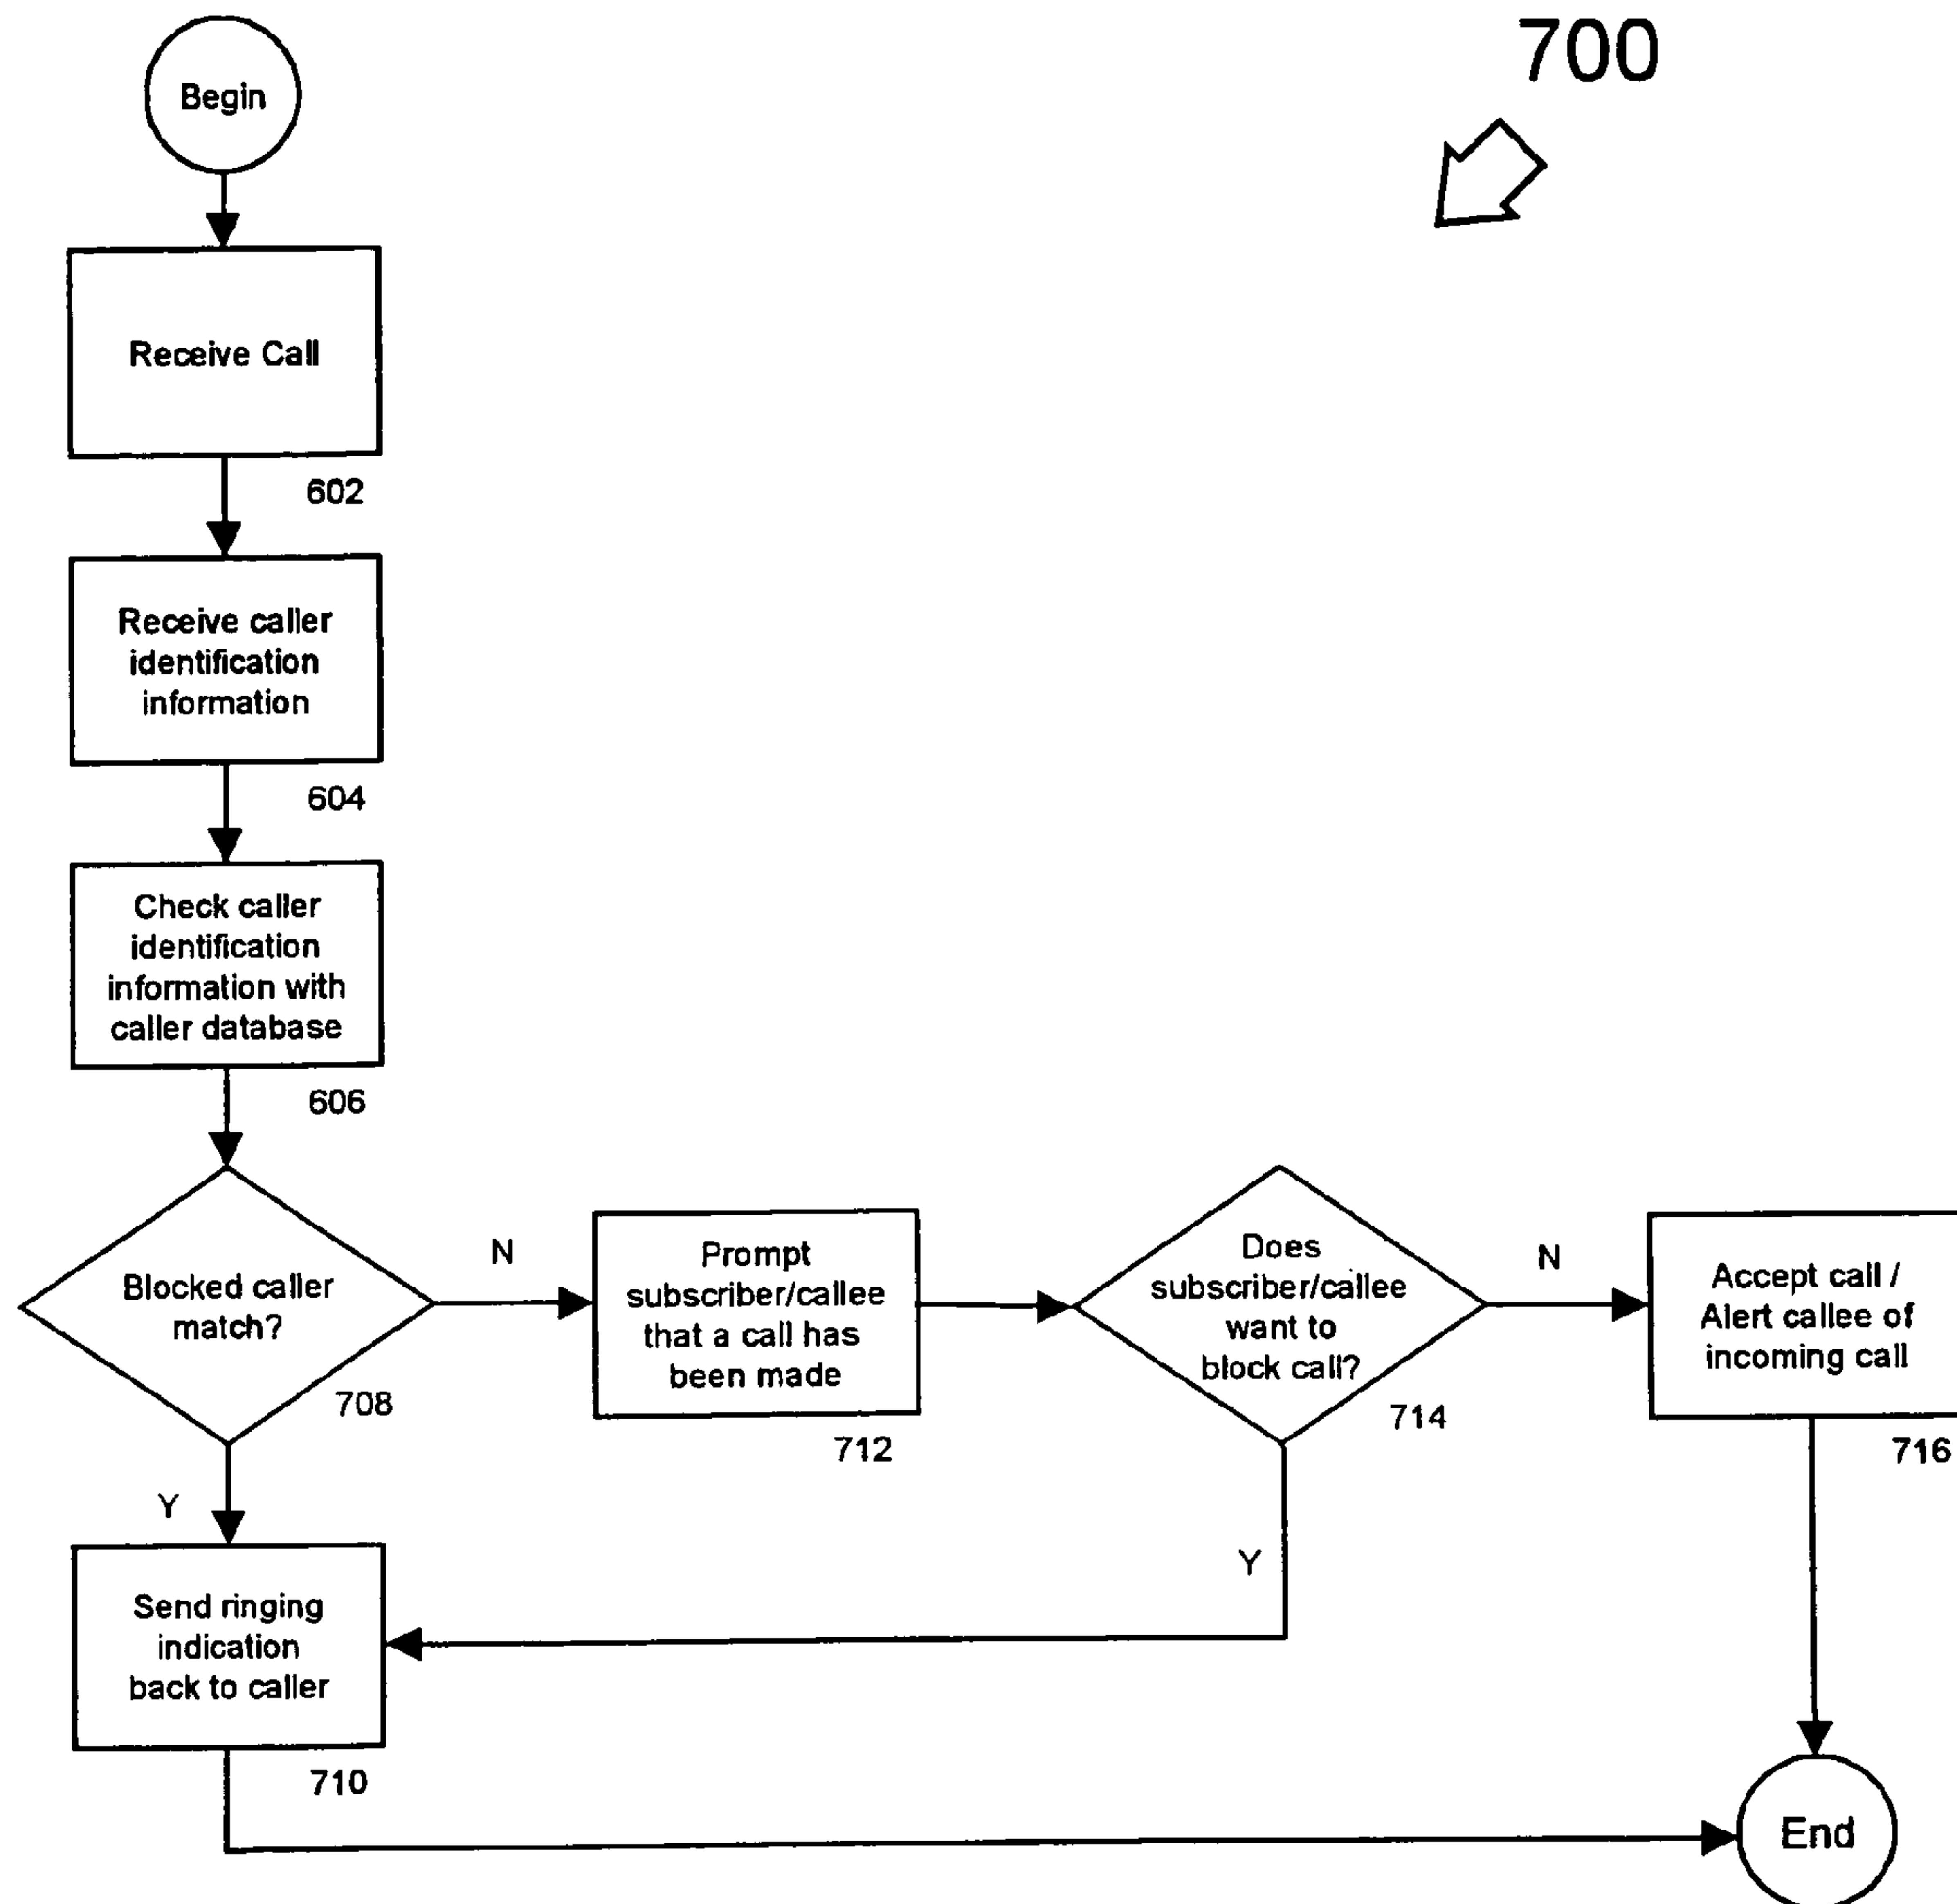 700
Begin
Receive Call
602
Receive caller
identification
information
604
Check caller
identification
information with
caller database
606
Blocked caller
match?
708
N
Prompt
subscriber/callee
that a call has
been made
712
Does
subscriber/callee
want to
block call?
714
N
Accept call /
Alert callee of
incoming call
716
Y
Y
Send ringing
indication
back to caller
710
End